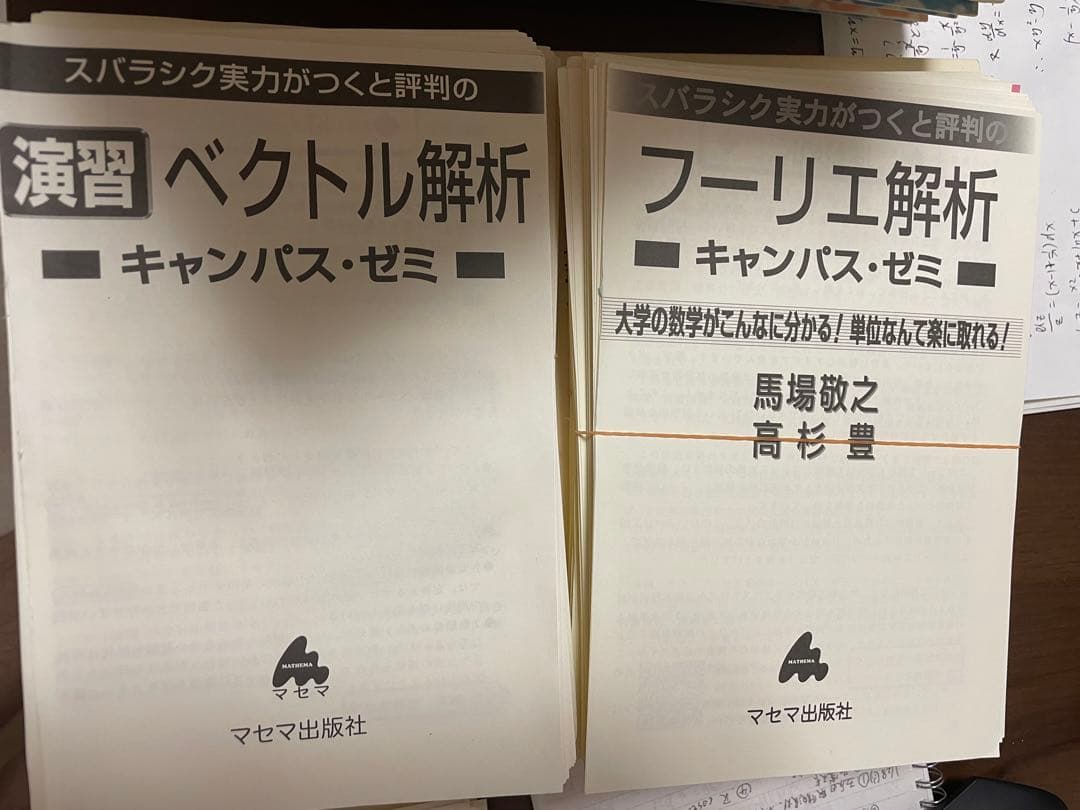 スバラシク実力がつくと評判の
演習 ベクトル解析
キャンパス・ゼミ
MATHEMA
マセマ
マセマ出版社
スバラシク実力がつくと評判の
フーリエ解析
キャンパス・ゼミ
大学の数学がこんなに分かる!単位なんて楽に取れる!
馬場敬之
高杉 豊
MATHEMA
マセマ出版社